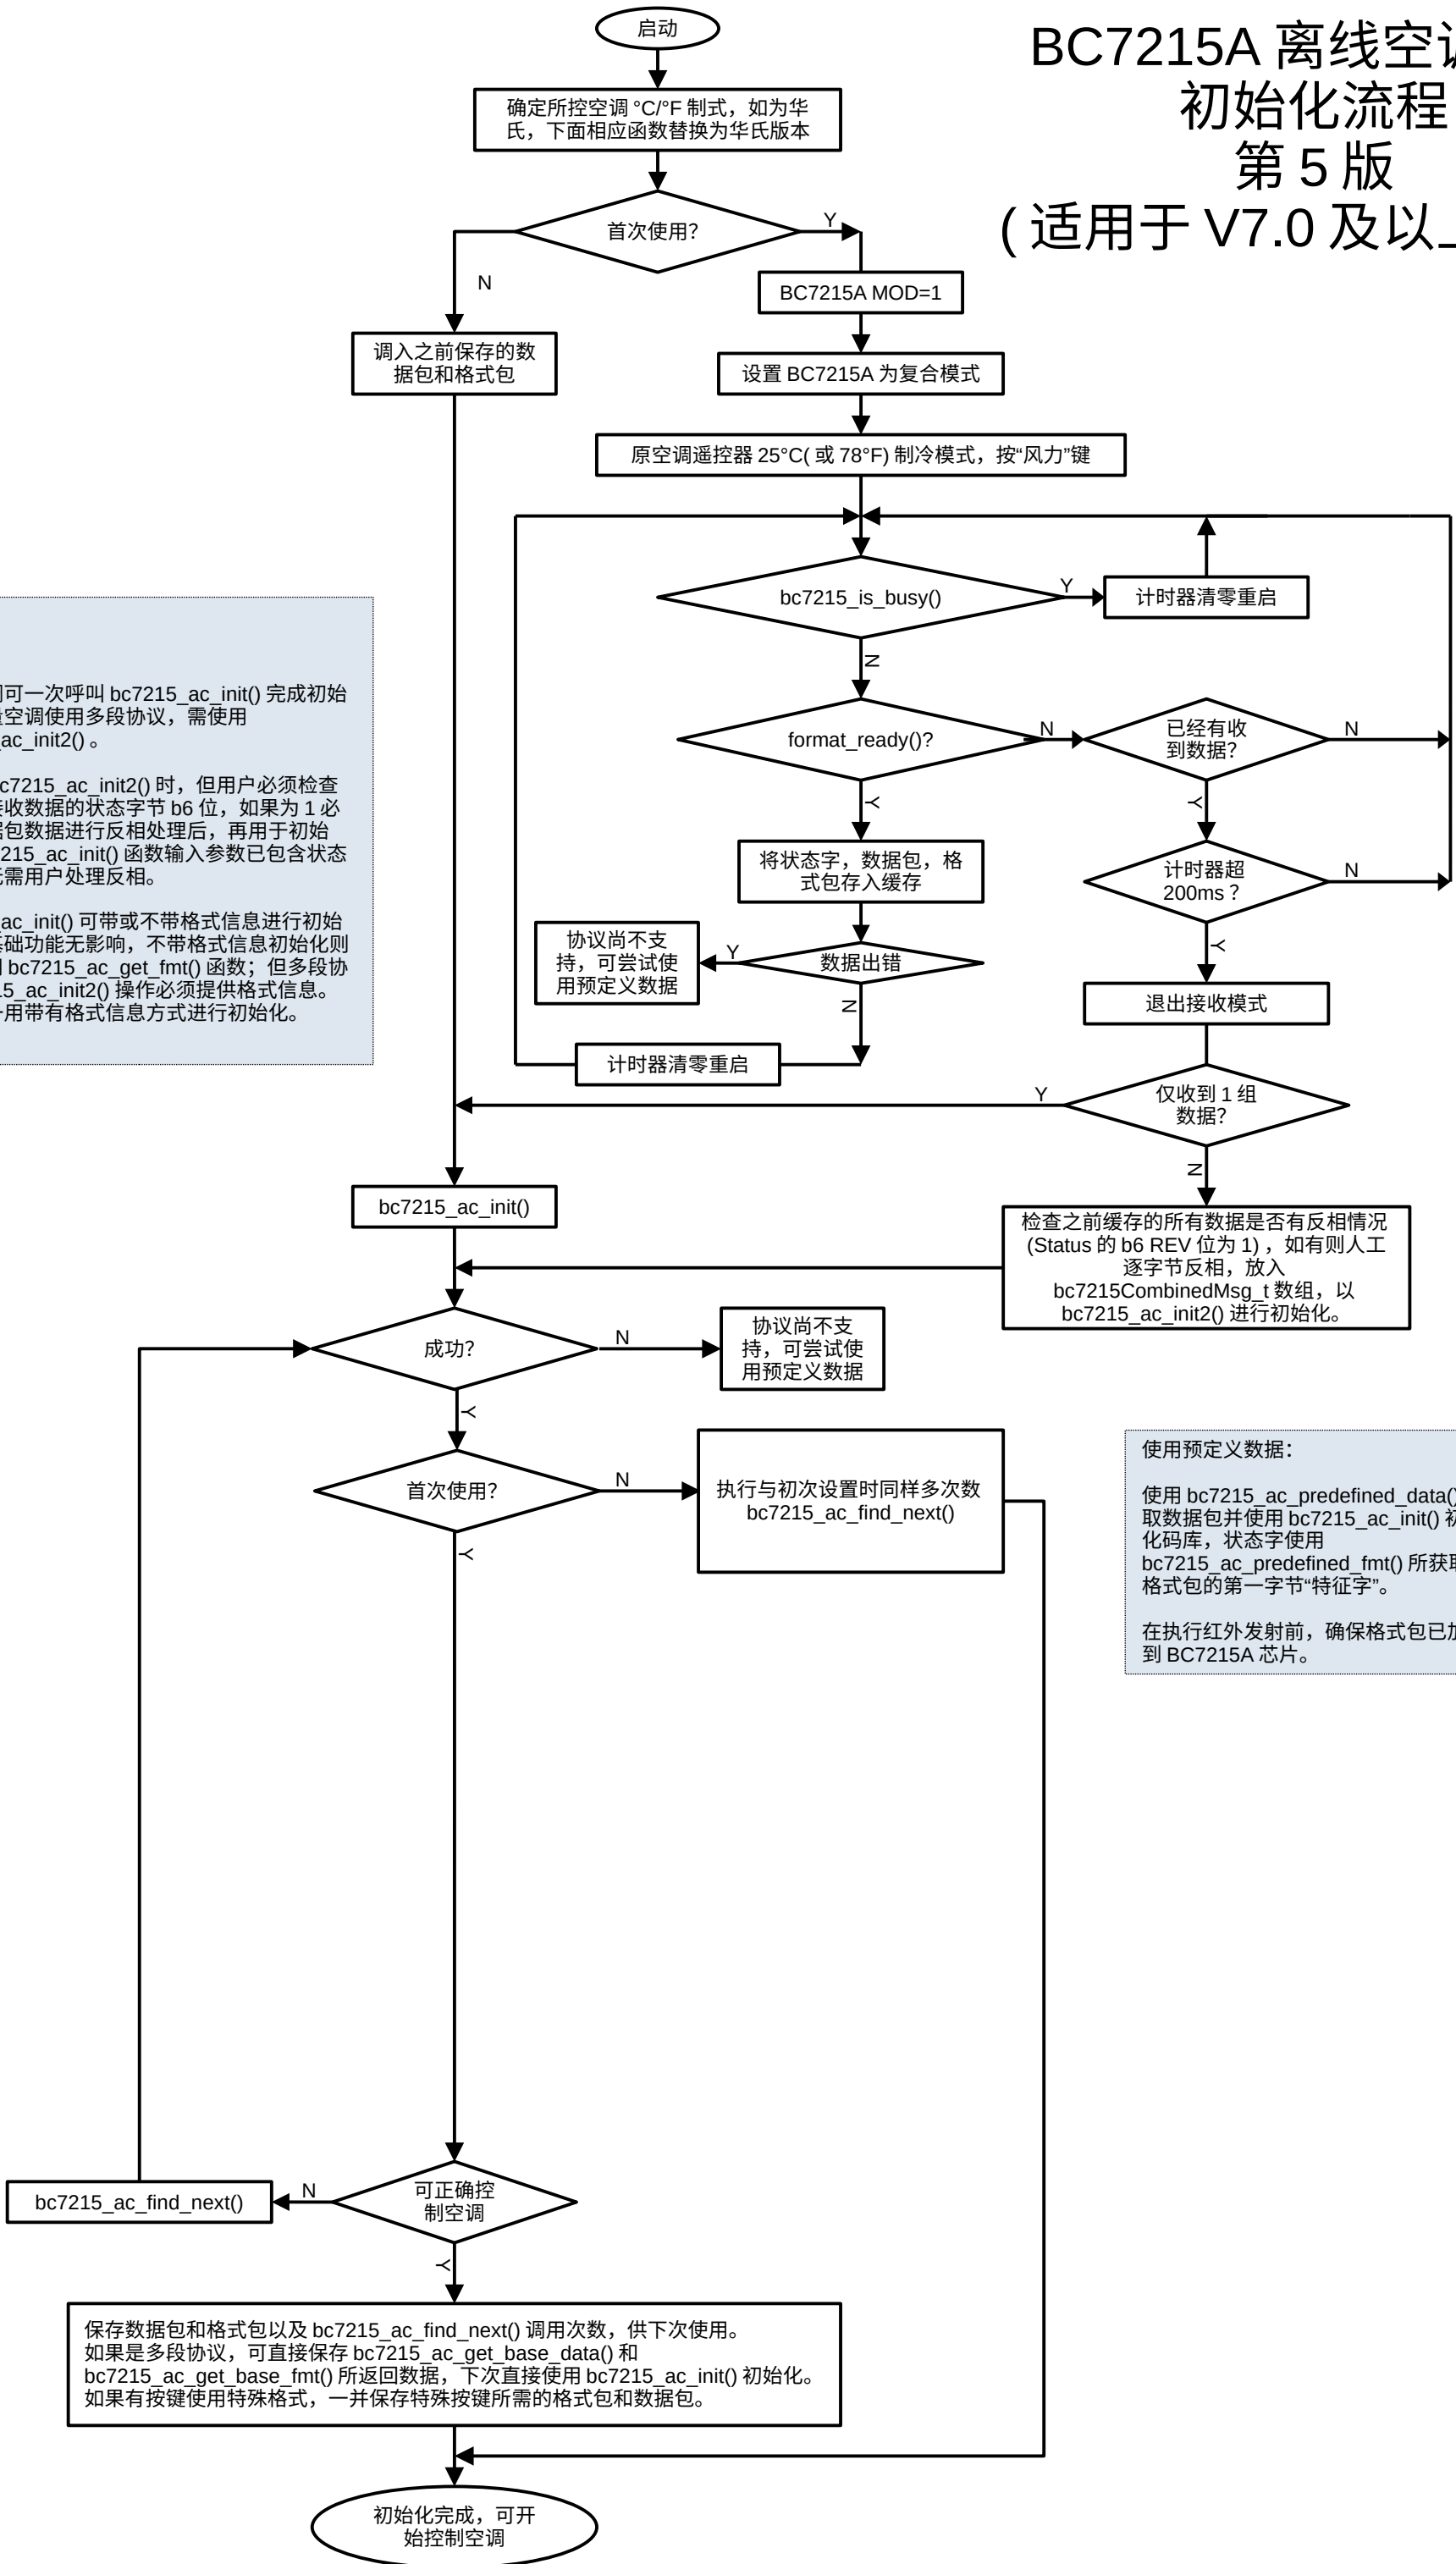 启动
BC7215A 离线空
初始化流程
第 5 版
( 适用于 V7.0 及以
确定所控空调 °C/°F 制式，如为华
氏，下面相应函数替换为华氏版本
首次使用？
Y
N
BC7215A MOD=1
调入之前保存的数
据包和格式包
设置 BC7215A 为复合模式
原空调遥控器 25°C( 或 78°F) 制冷模式，按“风力”键
bc7215_is_busy()
Y
计时器清零重启
N
format_ready()?
N
已经有收
到数据？
N
Y
Y
可一次呼叫 bc7215_ac_init() 完成初始
空调使用多段协议，需使用
ac_init2() 。
c7215_ac_init2() 时，但用户必须检查
收数据的状态字节 b6 位，如果为 1 必
包数据进行反相处理后，再用于初始
215_ac_init() 函数输入参数已包含状态
需用户处理反相。
ac_init() 可带或不带格式信息进行初始
础功能无影响，不带格式信息初始化则
bc7215_ac_get_fmt() 函数；但多段协
15_ac_init2() 操作必须提供格式信息。
用带有格式信息方式进行初始化。
将状态字，数据包，格
式包存入缓存
计时器超
200ms ？
N
Y
协议尚不支
持，可尝试使
用预定义数据
Y
数据出错
N
退出接收模式
计时器清零重启
仅收到 1 组
数据？
Y
N
bc7215_ac_init()
检查之前缓存的所有数据是否有反相情况
(Status 的 b6 REV 位为 1) ，如有则人工
逐字节反相，放入
bc7215CombinedMsg_t 数组，以
bc7215_ac_init2() 进行初始化。
成功？
N
协议尚不支
持，可尝试使
用预定义数据
Y
首次使用？
N
执行与初次设置时同样多次数
bc7215_ac_find_next()
Y
使用预定义数据：
使用 bc7215_ac_predefined_data()
取数据包并使用 bc7215_ac_init() 初
化码库，状态字使用
bc7215_ac_predefined_fmt() 所获取
格式包的第一字节“特征字”。
在执行红外发射前，确保格式包已加
到 BC7215A 芯片。
bc7215_ac_find_next()
N
可正确控
制空调
Y
保存数据包和格式包以及 bc7215_ac_find_next() 调用次数，供下次使用。
如果是多段协议，可直接保存 bc7215_ac_get_base_data() 和
bc7215_ac_get_base_fmt() 所返回数据，下次直接使用 bc7215_ac_init() 初始化。
如果有按键使用特殊格式，一并保存特殊按键所需的格式包和数据包。
初始化完成，可开
始控制空调